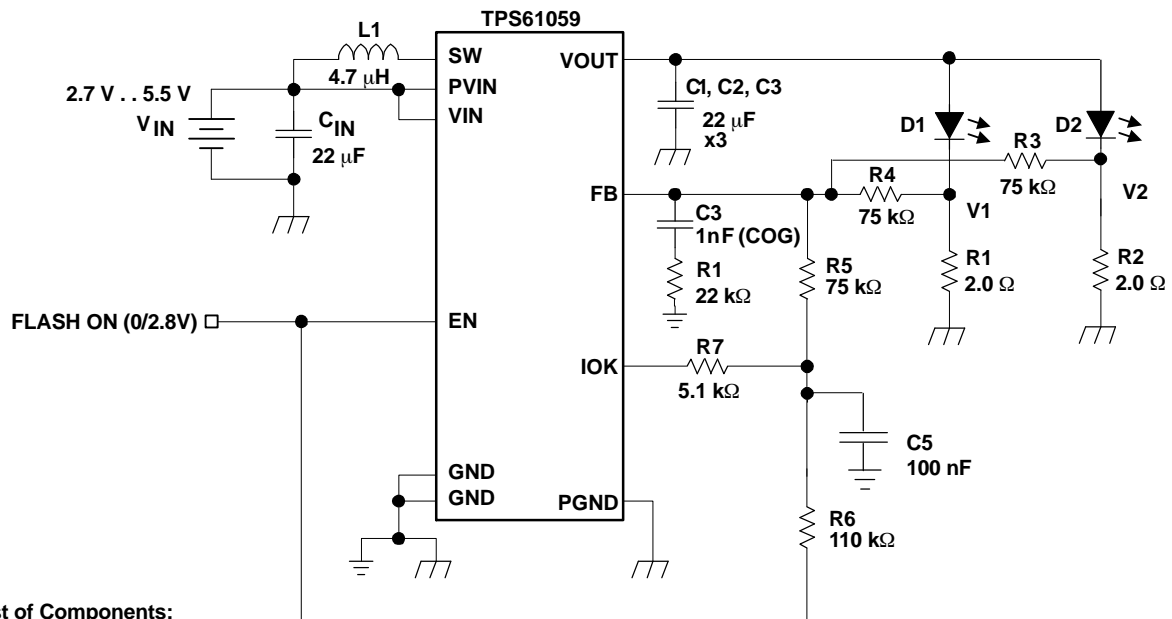 TPS61059
L1
4.7 μH
SW
PVIN
VIN
VOUT
2.7 V . . 5.5 V
VIN
CIN
22 μF
C1, C2, C3
22 μF
x3
D1
D2
R3
75 kΩ
R4
75 kΩ
FB
V1
V2
C3
1nF (COG)
R1
22 kΩ
R5
75 kΩ
R1
2.0 Ω
R2
2.0 Ω
FLASH ON (0/2.8V)
EN
IOK
R7
5.1 kΩ
C5
100 nF
GND
GND
PGND
R6
110 kΩ
st of Components: